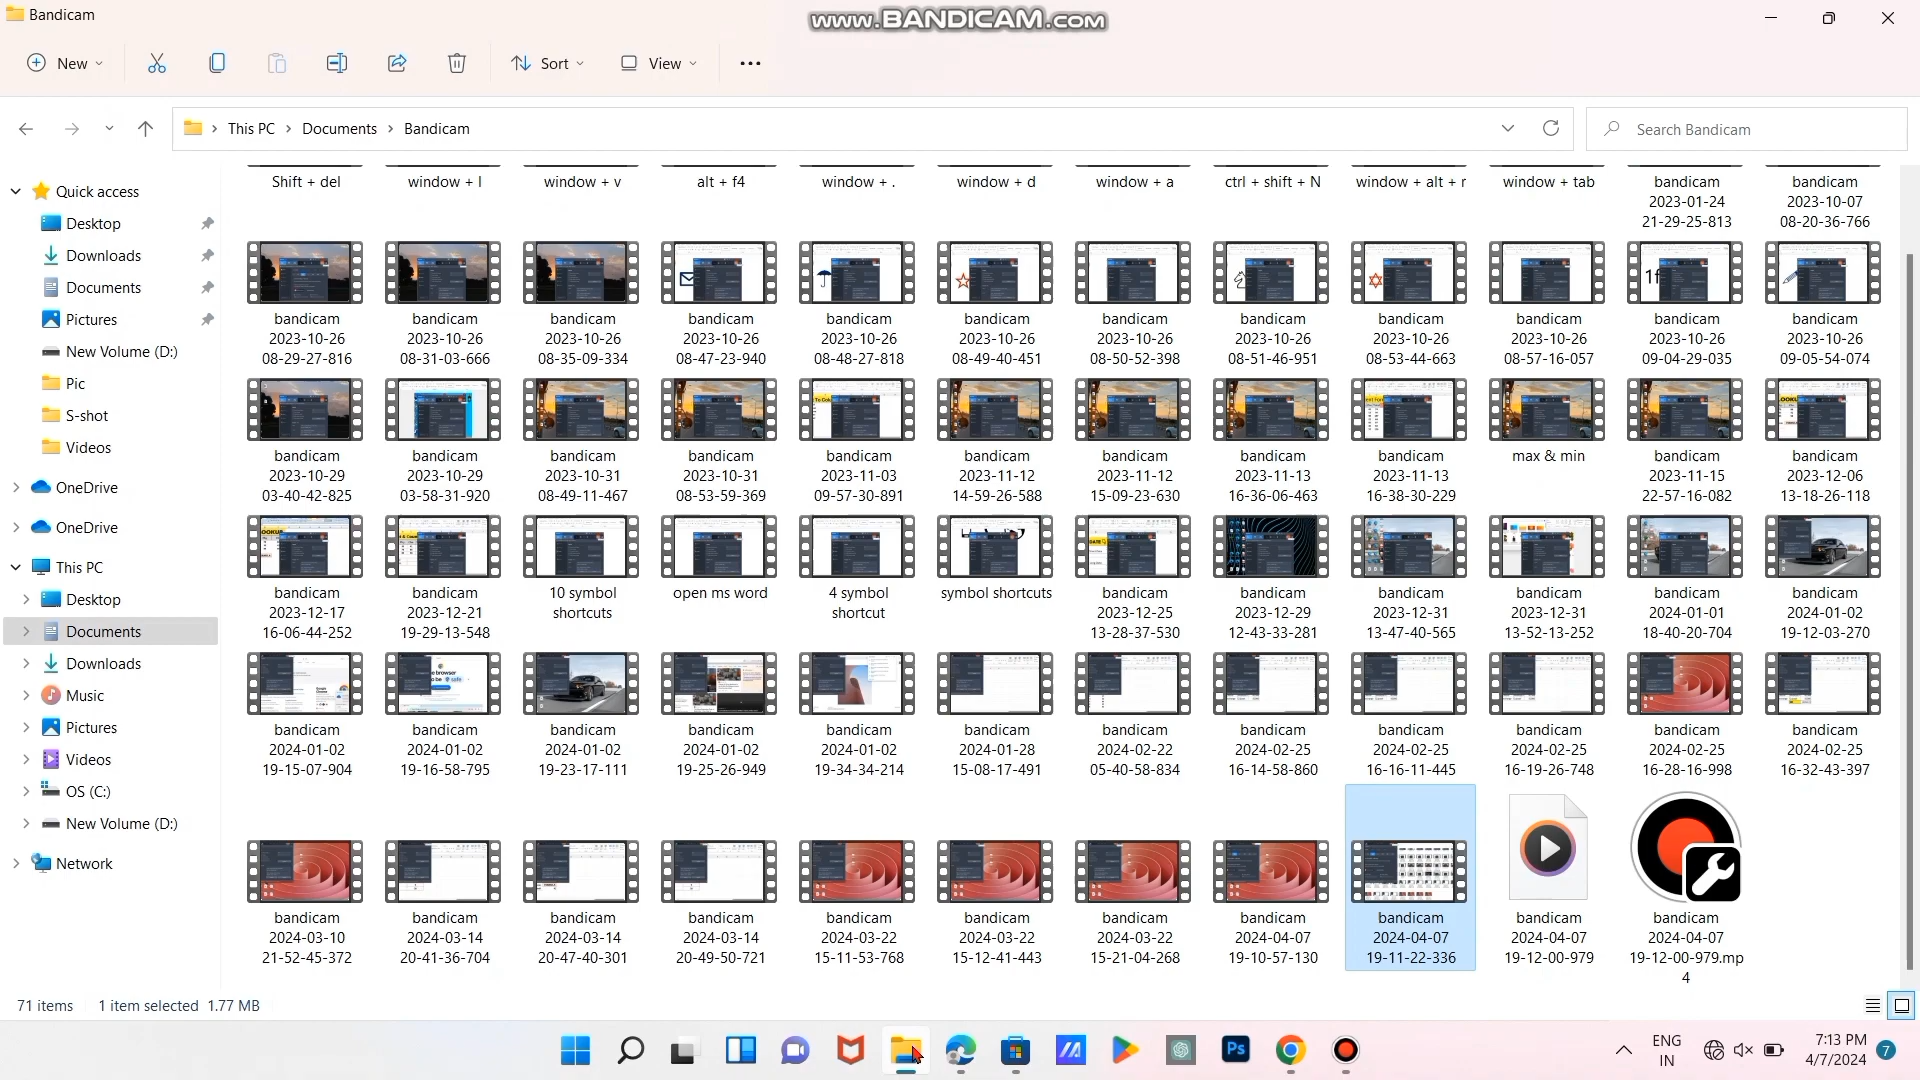 Bandicam
www.BANDICAM.com
New
Sort
View
This PC
Documents
Bandicam
Search Bandicam
Quick access
Desktop
Downloads
Documents
Pictures
New Volume (D:)
Pic
S-shot
Videos
OneDrive
OneDrive
This PC
Desktop
Documents
Downloads
Music
Pictures
Videos
OS (C:)
New Volume (D:)
Network
Shift + del
window + l
window + v
alt + f4
window + .
window + d
window + a
ctrl + shift + N
window + alt + r
window + tab
bandicam
2023-01-24
21-29-25-813
bandicam
2023-10-07
08-20-36-766
bandicam
2023-10-26
08-29-27-816
bandicam
2023-10-26
08-31-03-666
bandicam
2023-10-26
08-35-09-334
bandicam
2023-10-26
08-47-23-940
bandicam
2023-10-26
08-48-27-818
bandicam
2023-10-26
08-49-40-451
bandicam
2023-10-26
08-50-52-398
bandicam
2023-10-26
08-51-46-951
bandicam
2023-10-26
08-53-44-663
bandicam
2023-10-26
08-57-16-057
bandicam
2023-10-26
09-04-29-035
bandicam
2023-10-26
09-05-54-074
bandicam
2023-10-29
03-40-42-825
bandicam
2023-10-29
03-58-31-920
bandicam
2023-10-31
08-49-11-467
bandicam
2023-10-31
08-53-59-369
bandicam
2023-11-03
09-57-30-891
bandicam
2023-11-12
14-59-26-588
bandicam
2023-11-12
15-09-23-630
bandicam
2023-11-13
16-36-06-463
bandicam
2023-11-13
16-38-30-229
max & min
bandicam
2023-11-15
22-57-16-082
bandicam
2023-12-06
13-18-26-118
bandicam
2023-12-17
16-06-44-252
bandicam
2023-12-21
19-29-13-548
10 symbol
shortcuts
open ms word
4 symbol
shortcut
symbol shortcuts
bandicam
2023-12-25
13-28-37-530
bandicam
2023-12-29
12-43-33-281
bandicam
2023-12-31
13-47-40-565
bandicam
2023-12-31
13-52-13-252
bandicam
2024-01-01
18-40-20-704
bandicam
2024-01-02
19-12-03-270
bandicam
2024-01-02
19-15-07-904
bandicam
2024-01-02
19-16-58-795
bandicam
2024-01-02
19-23-17-111
bandicam
2024-01-02
19-25-26-949
bandicam
2024-01-02
19-34-34-214
bandicam
2024-01-28
15-08-17-491
bandicam
2024-02-22
05-40-58-834
bandicam
2024-02-25
16-14-58-860
bandicam
2024-02-25
16-16-11-445
bandicam
2024-02-25
16-19-26-748
bandicam
2024-02-25
16-28-16-998
bandicam
2024-02-25
16-32-43-397
bandicam
2024-03-10
21-52-45-372
bandicam
2024-03-14
20-41-36-704
bandicam
2024-03-14
20-47-40-301
bandicam
2024-03-14
20-49-50-721
bandicam
2024-03-22
15-11-53-768
bandicam
2024-03-22
15-12-41-443
bandicam
2024-03-22
15-21-04-268
bandicam
2024-04-07
19-10-57-130
bandicam
2024-04-07
19-11-22-336
bandicam
2024-04-07
19-12-00-979
bandicam
2024-04-07
19-12-00-979.mp
4
71 items
1 item selected 1.77 MB
Ps
ENG
IN
7:13 PM
4/7/2024
7